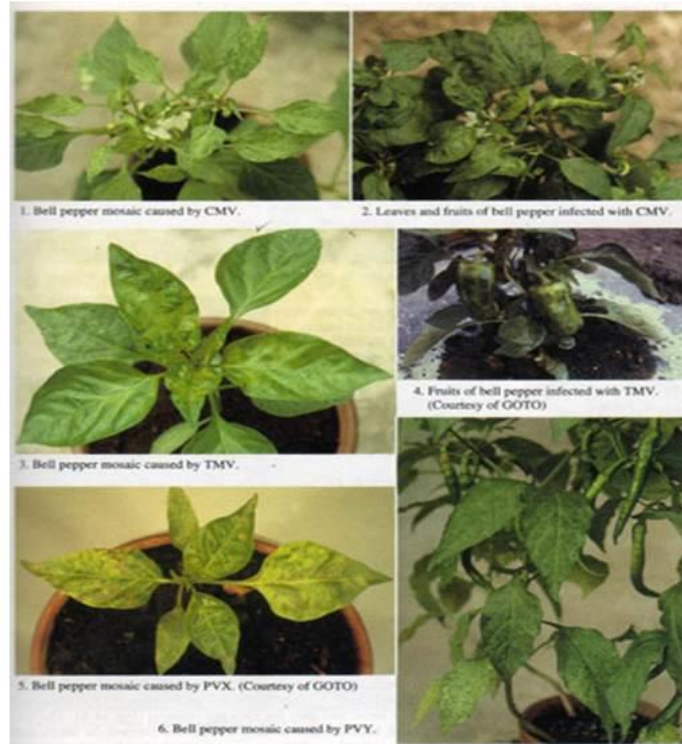 1. Bell pepper mosaic caused by CMV.
2. Leaves and fruits of bell pepper infected with CMV.
3. Bell pepper mosaic caused by TMV.
4. Fruits of bell pepper infected with TMV.
(Courtesy of GOTO)
5. Bell pepper mosaic caused by PVX. (Courtesy of GOTO)
6. Bell pepper mosaic caused by PVY.